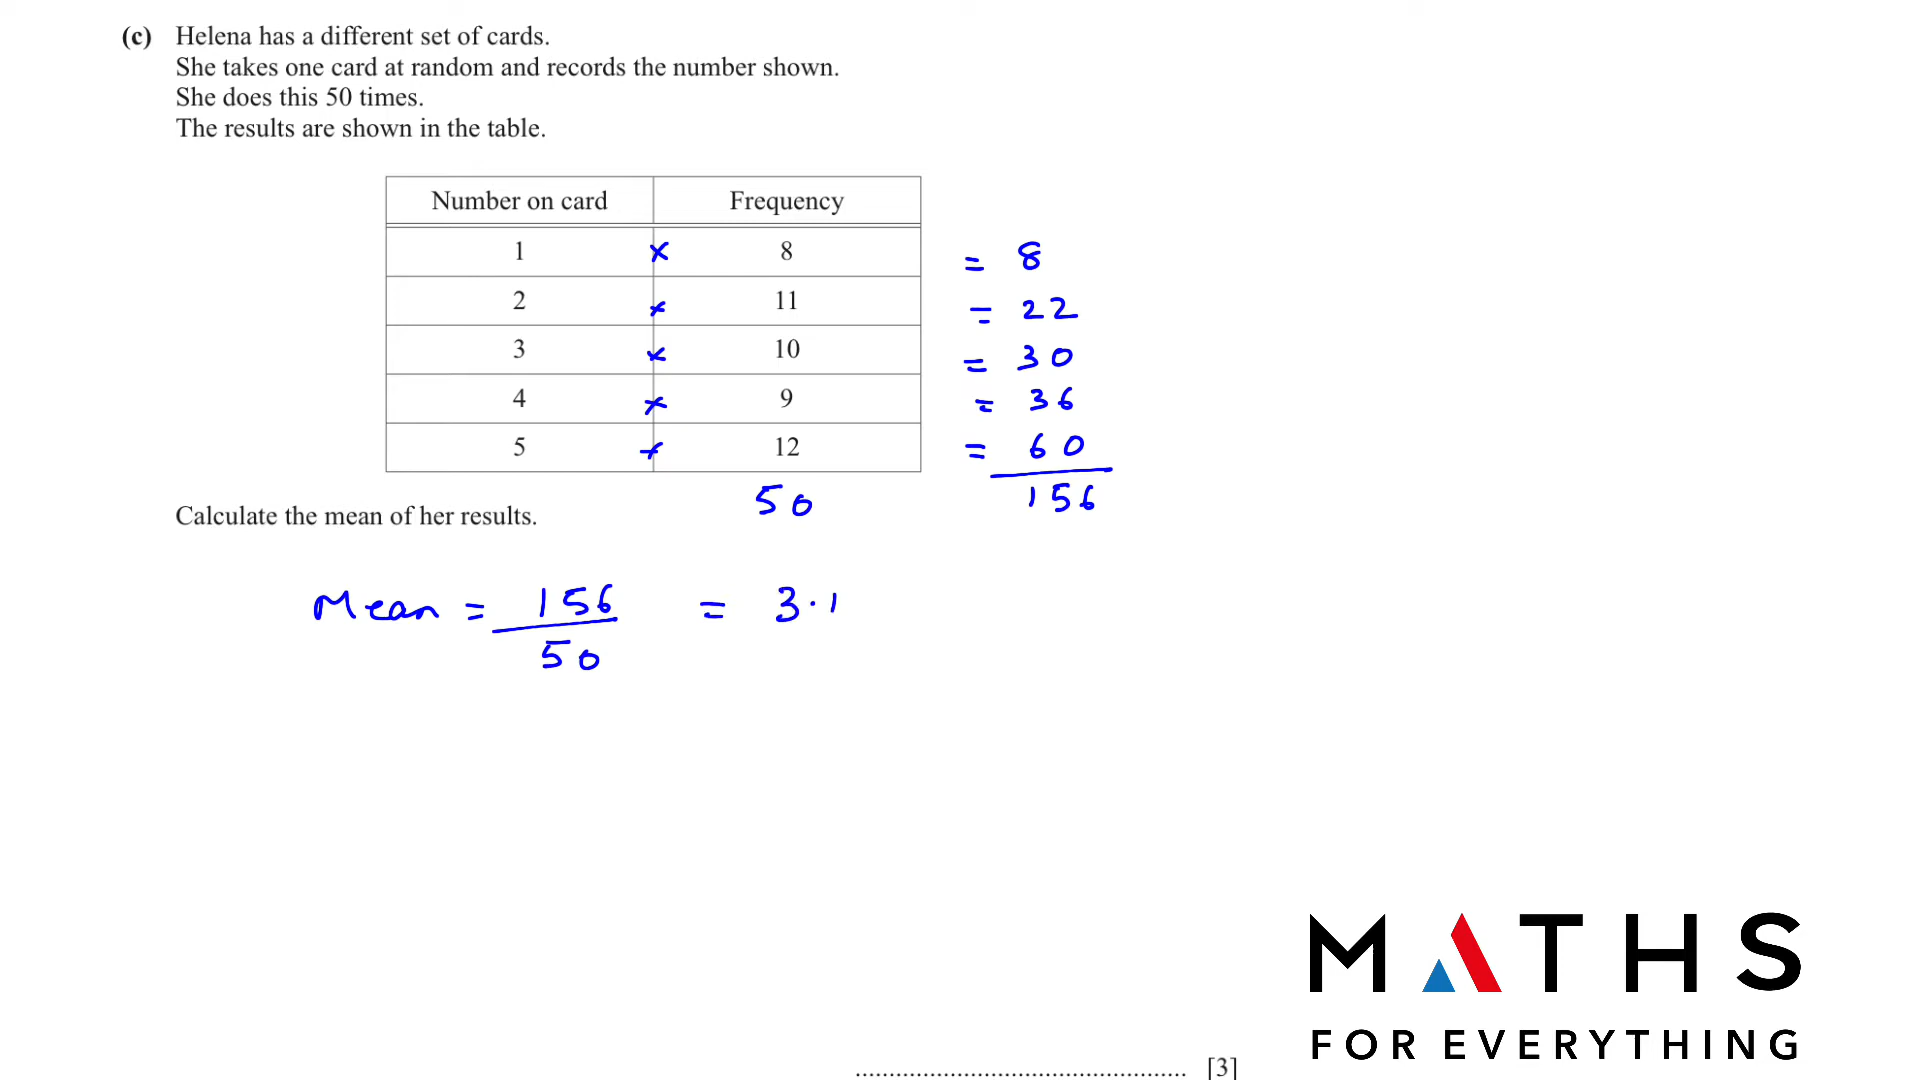 (c) Helena has a different set of cards.
She takes one card at random and records the number shown.
She does this 50 times.
The results are shown in the table.
Number on card Frequency
1 × 8 = 8
2 × 11 = 22
3 × 10 = 30
4 × 9 = 36
5 × 12 = 60
50 156
Calculate the mean of her results.
Mean = 156 = 3.1
50
MATHS
FOR EVERYTHING
................................................ [3]